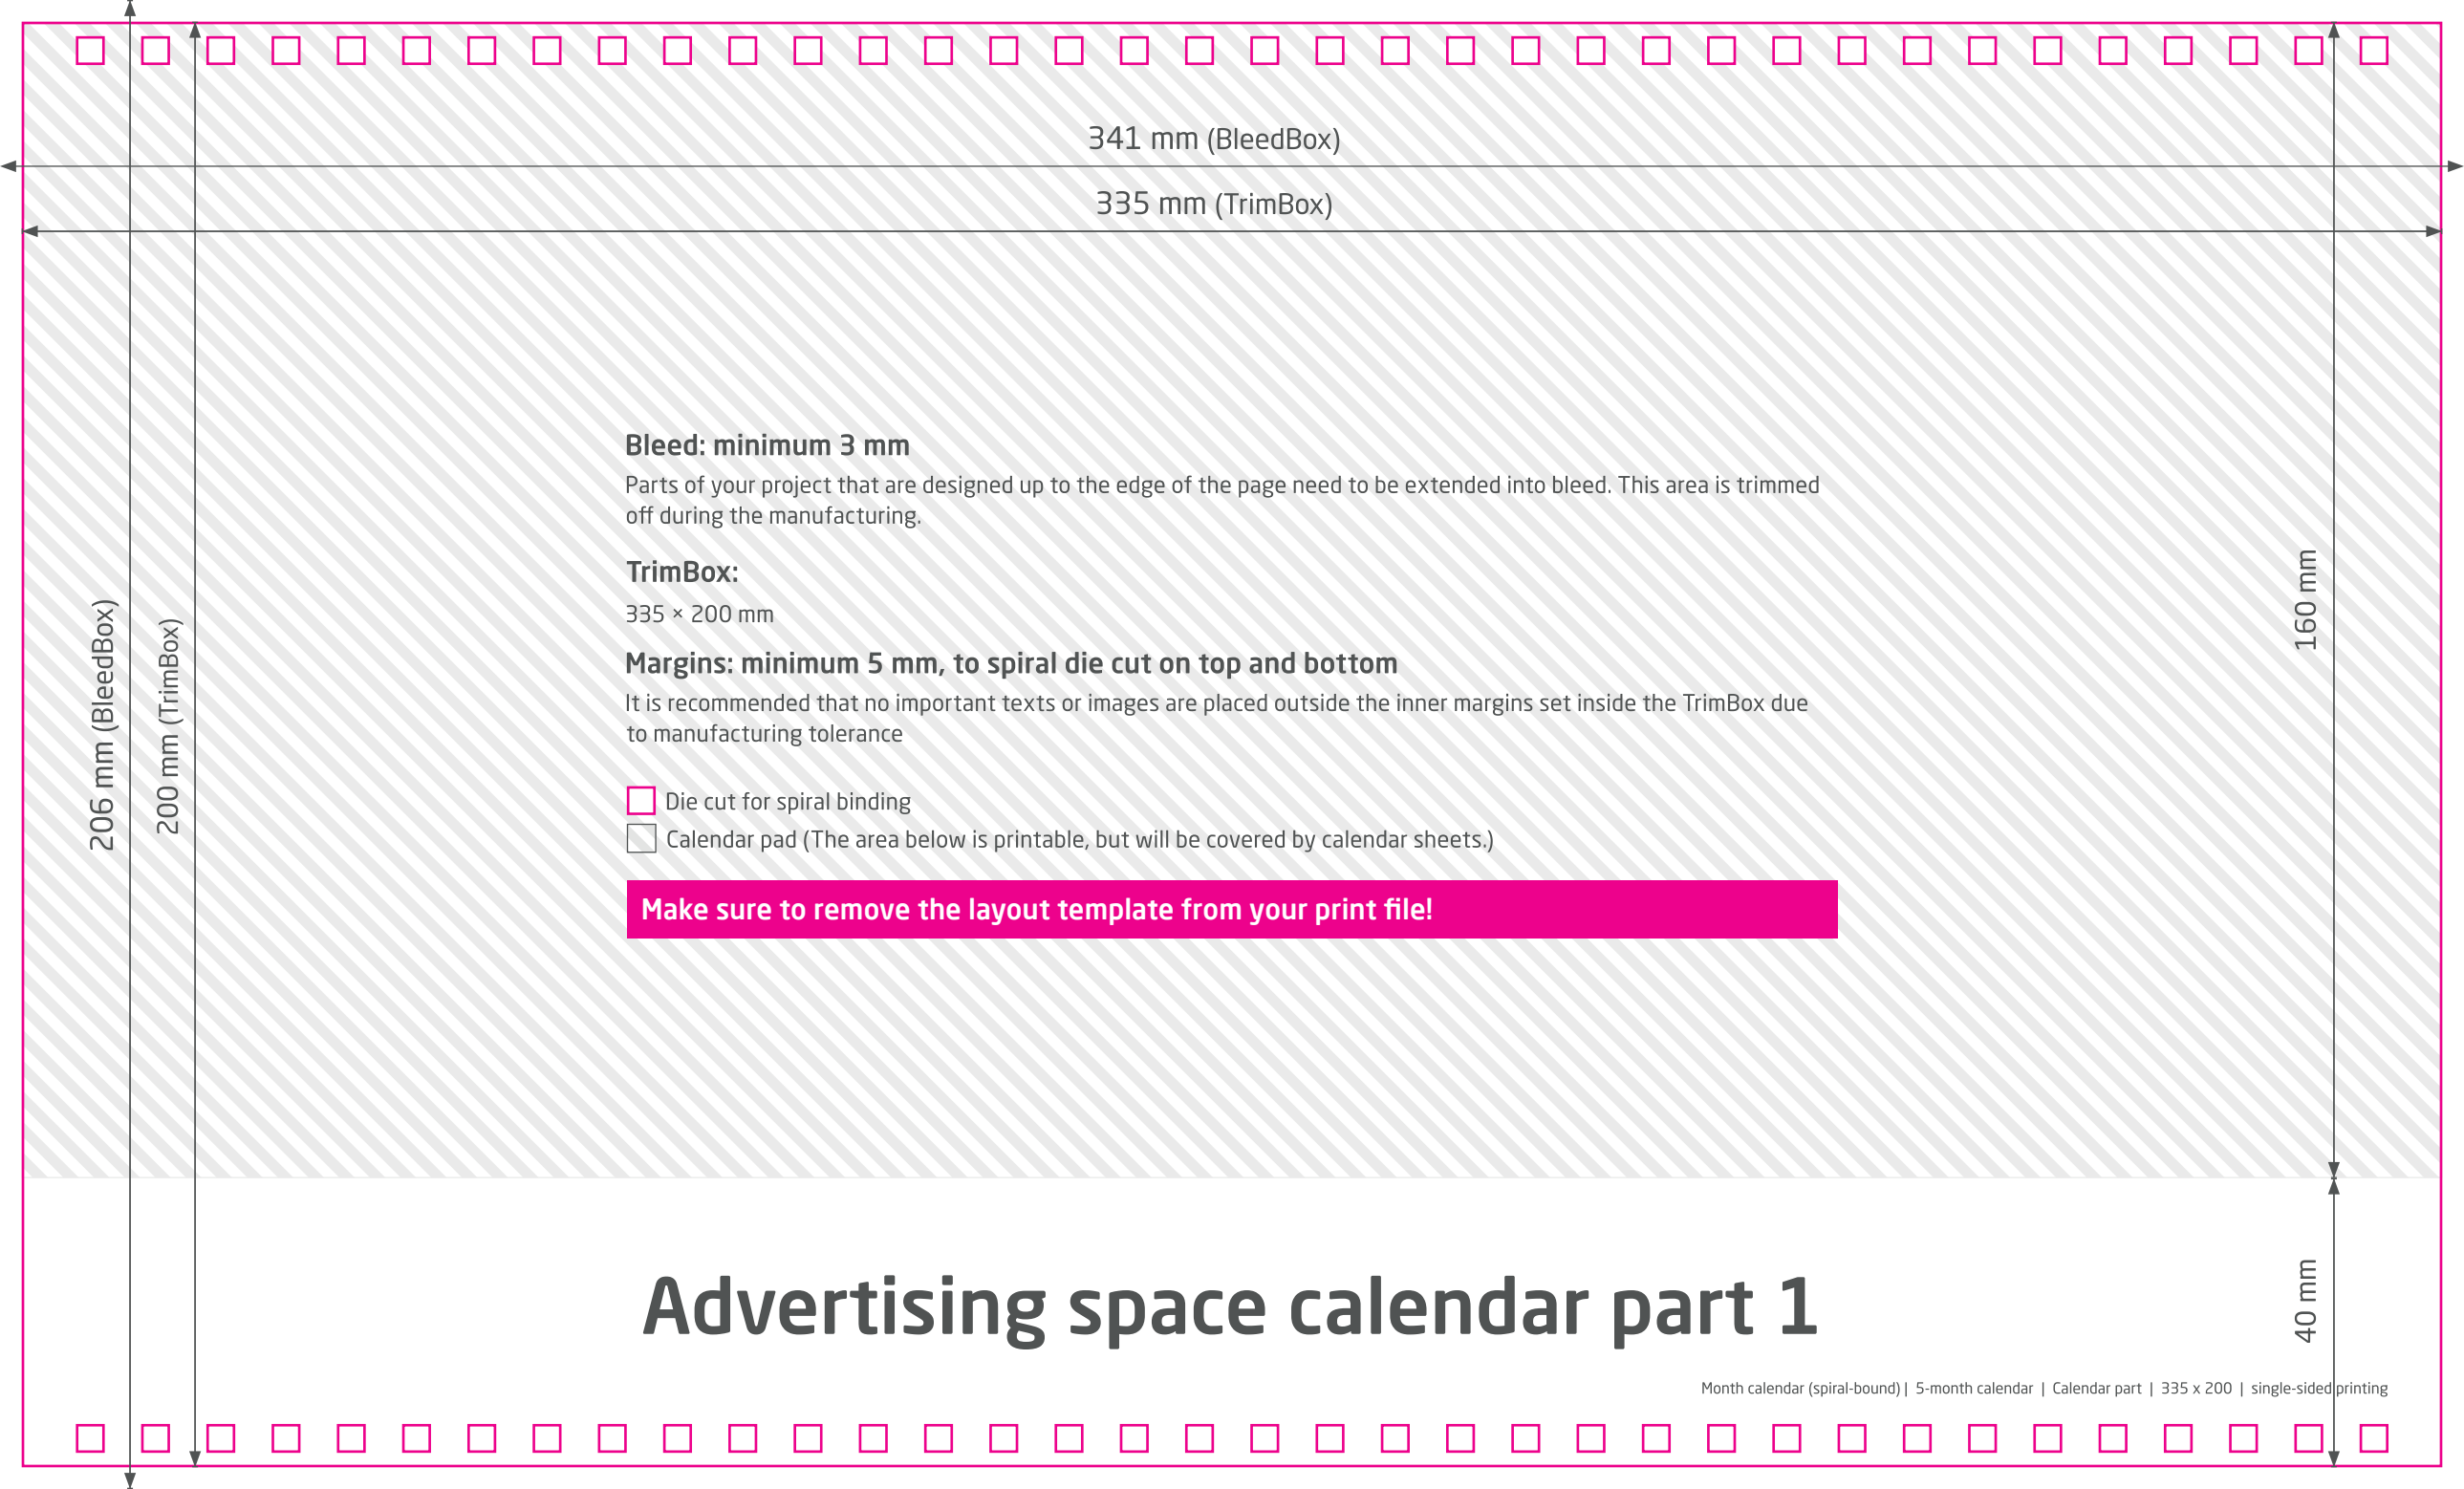 341 mm (BleedBox)
335 mm (TrimBox)
Bleed: minimum 3 mm
Parts of your project that are designed up to the edge of the page need to be extended into bleed. This area is trimmed
off during the manufacturing.
TrimBox:
335 × 200 mm
Margins: minimum 5 mm, to spiral die cut on top and bottom
It is recommended that no important texts or images are placed outside the inner margins set inside the TrimBox due
to manufacturing tolerance
Die cut for spiral binding
Calendar pad (The area below is printable, but will be covered by calendar sheets.)
Make sure to remove the layout template from your print file!
206 mm (BleedBox)
200 mm (TrimBox)
160 mm
40 mm
Advertising space calendar part 1
Month calendar (spiral-bound) | 5-month calendar | Calendar part | 335 x 200 | single-sided printing